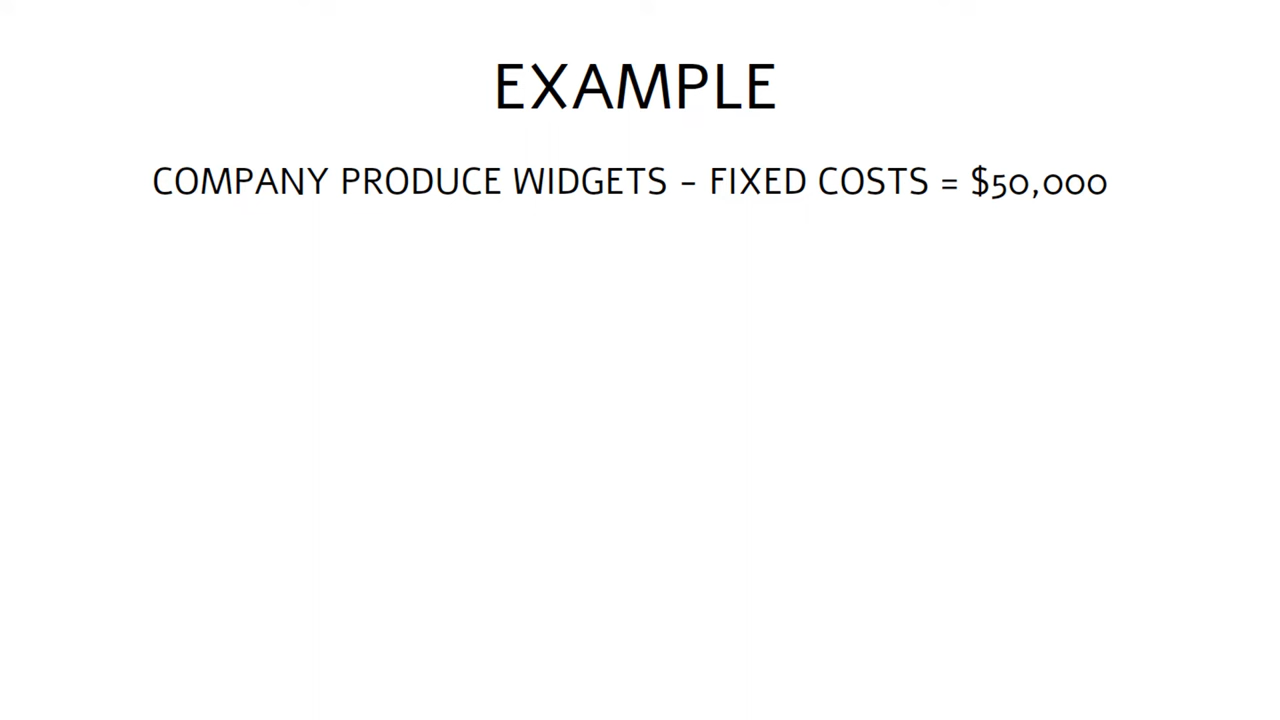 EXAMPLE
COMPANY PRODUCE WIDGETS – FIXED COSTS = $50,000